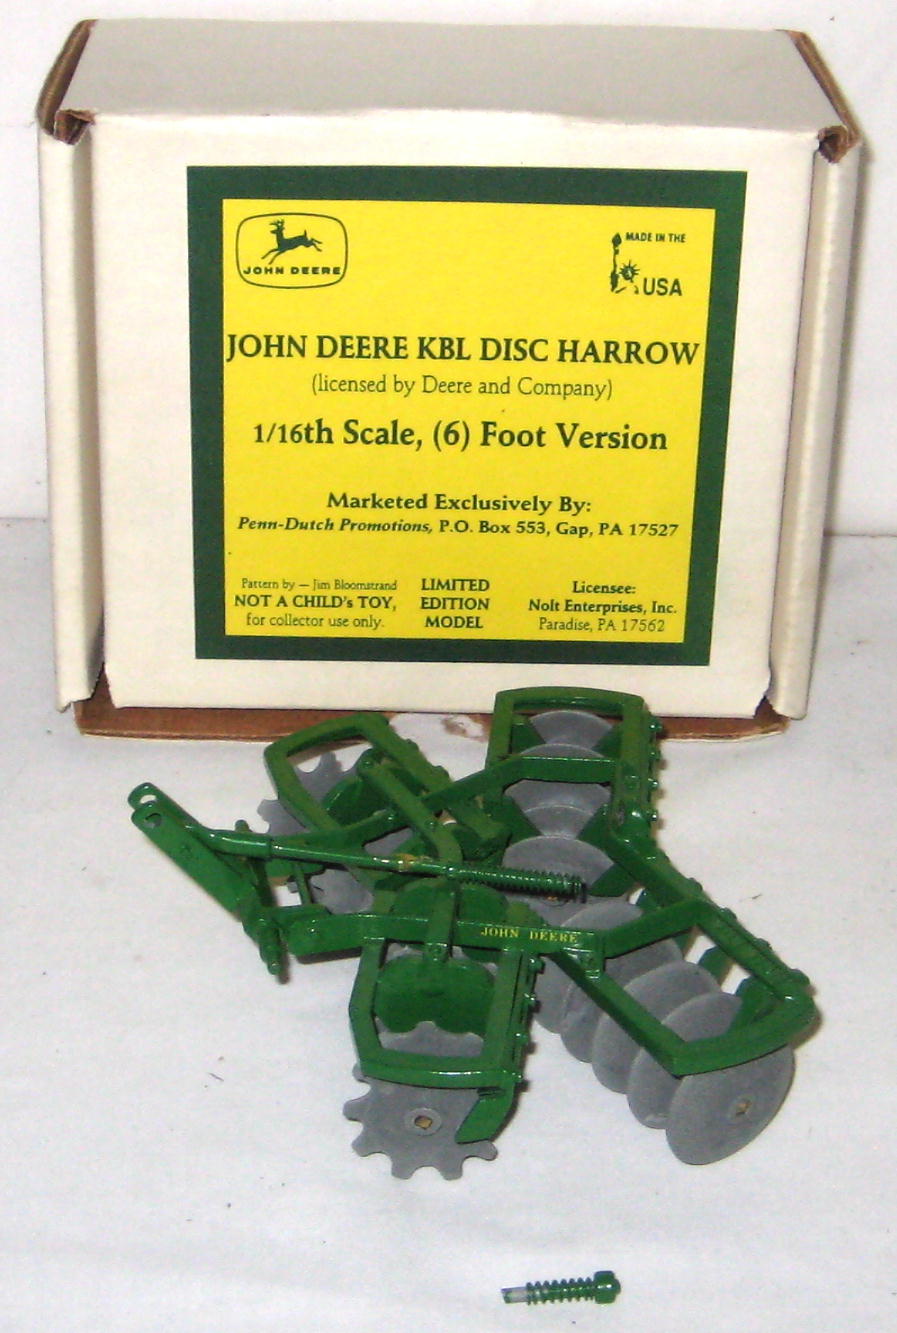 JOHN DEERE
MADE IN THE
USA
JOHN DEERE KBL DISC HARROW
(licensed by Deere and Company)
1/16th Scale, (6) Foot Version
Marketed Exclusively By:
Penn-Dutch Promotions, P.O. Box 553, Gap, PA 17527
Pattern by — Jim Bloomstrand
NOT A CHILD's TOY,
for collector use only.
LIMITED
EDITION
MODEL
Licensee:
Nolt Enterprises, Inc.
Paradise, PA 17562
JOHN DEERE